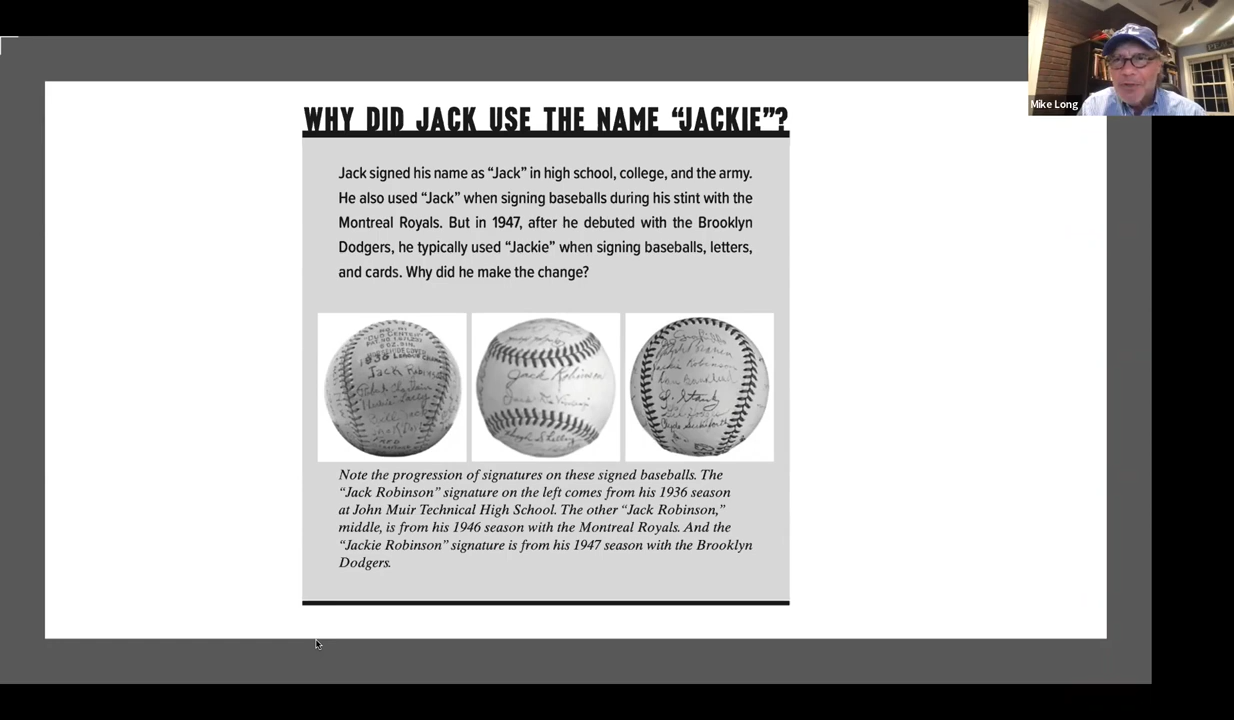 WHY DID JACK USE THE NAME “JACKIE”?
Mike Long
Jack signed his name as “Jack” in high school, college, and the army.
He also used “Jack” when signing baseballs during his stint with the
Montreal Royals. But in 1947, after he debuted with the Brooklyn
Dodgers, he typically used “Jackie” when signing baseballs, letters,
and cards. Why did he make the change?
1936 LEAGUE
Jack Robins
Jack Robinson
Note the progression of signatures on these signed baseballs. The
“Jack Robinson” signature on the left comes from his 1936 season
at John Muir Technical High School. The other “Jack Robinson,”
middle, is from his 1946 season with the Montreal Royals. And the
“Jackie Robinson” signature is from his 1947 season with the Brooklyn
Dodgers.